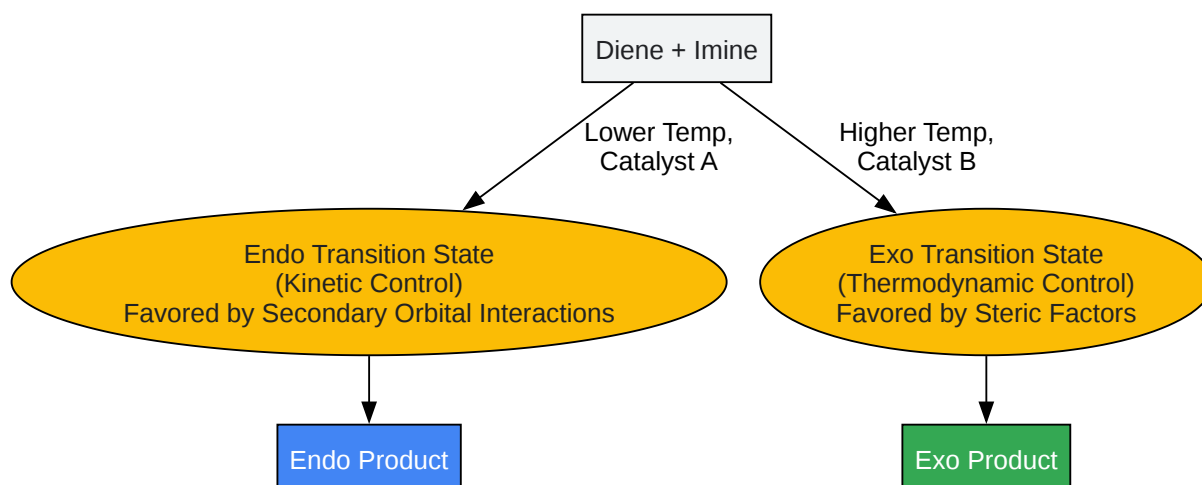 Diene + Imine
Lower Temp,
Catalyst A
Higher Temp,
Catalyst B
Endo Transition State
(Kinetic Control)
Favored by Secondary Orbital Interactions
Exo Transition State
(Thermodynamic Control)
Favored by Steric Factors
Endo Product
Exo Product